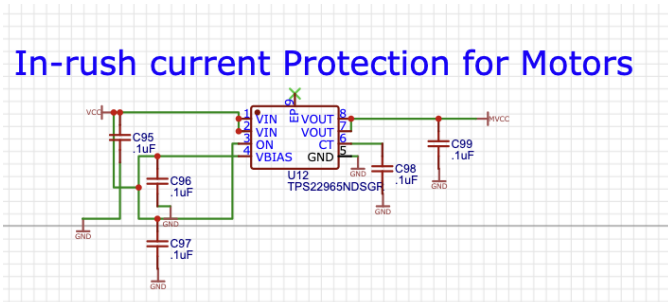 In-rush current Protection for Motors
VCC
1 VIN
2 VIN
3 ON
4 VBIAS
EP 9
VOUT 8
VOUT 7
CT 6
GND 5
U12
TPS22965NDSGR
MVCC
C95
.1uF
C96
.1uF
C97
.1uF
C98
.1uF
C99
.1uF
GND
GND
GND
GND
GND
GND